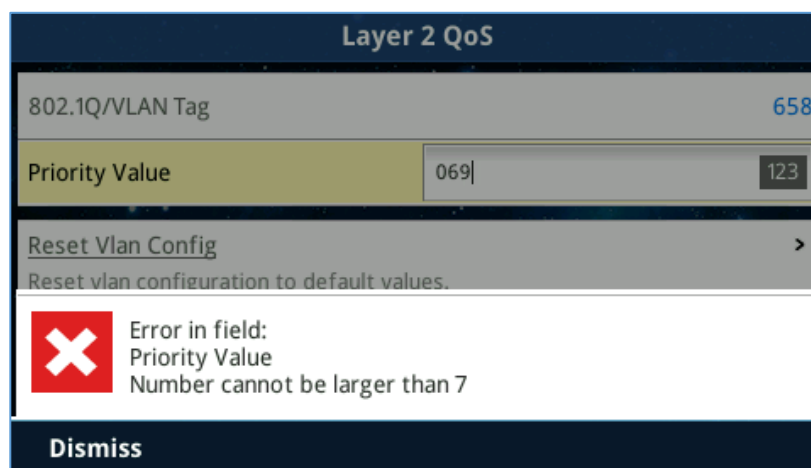 Layer 2 QoS
802.1Q/VLAN Tag 658
Priority Value 069 123
Reset Vlan Config >
Reset vlan configuration to default values.
Error in field:
Priority Value
Number cannot be larger than 7
Dismiss